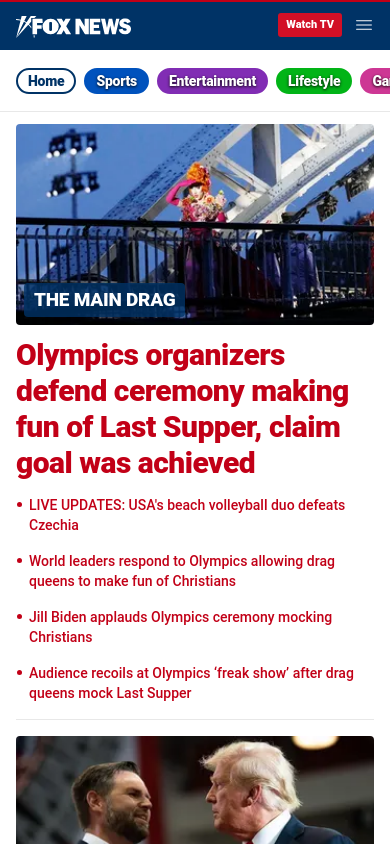 FOX NEWS
Watch TV
Home
Sports
Entertainment
Lifestyle
THE MAIN DRAG
Olympics organizers
defend ceremony making
fun of Last Supper, claim
goal was achieved
• LIVE UPDATES: USA's beach volleyball duo defeats
Czechia
• World leaders respond to Olympics allowing drag
queens to make fun of Christians
• Jill Biden applauds Olympics ceremony mocking
Christians
• Audience recoils at Olympics ‘freak show’ after drag
queens mock Last Supper